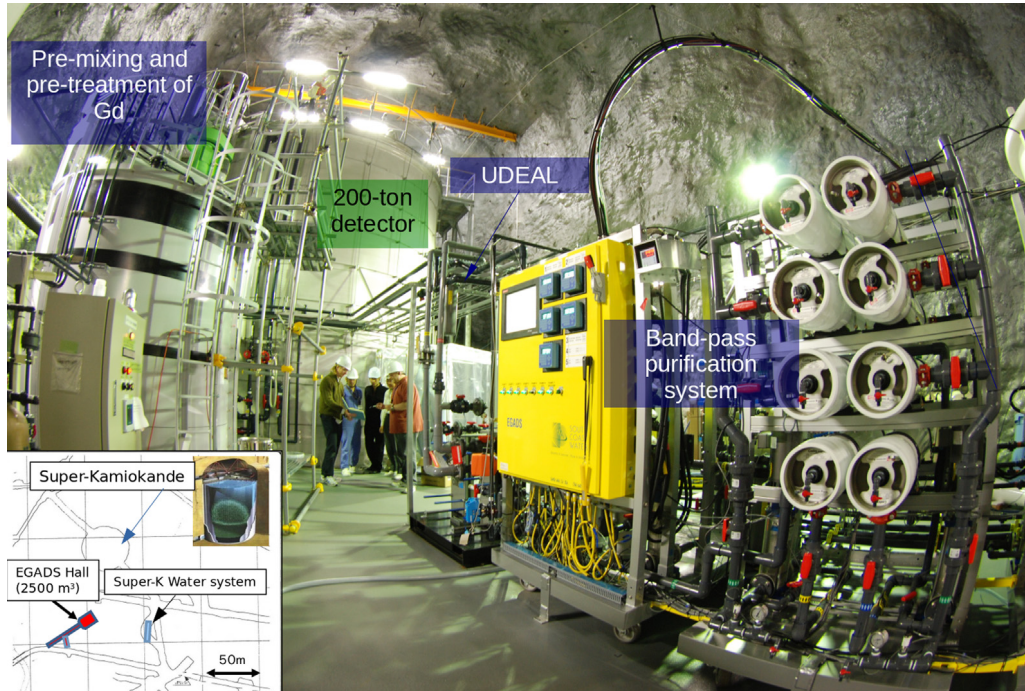 Pre-mixing and
pre-treatment of
Gd
200-ton
detector
UDEAL
Band-pass
purification
system
EGADS
Super-Kamiokande
EGADS Hall
(2500 m³)
Super-K Water system
50m